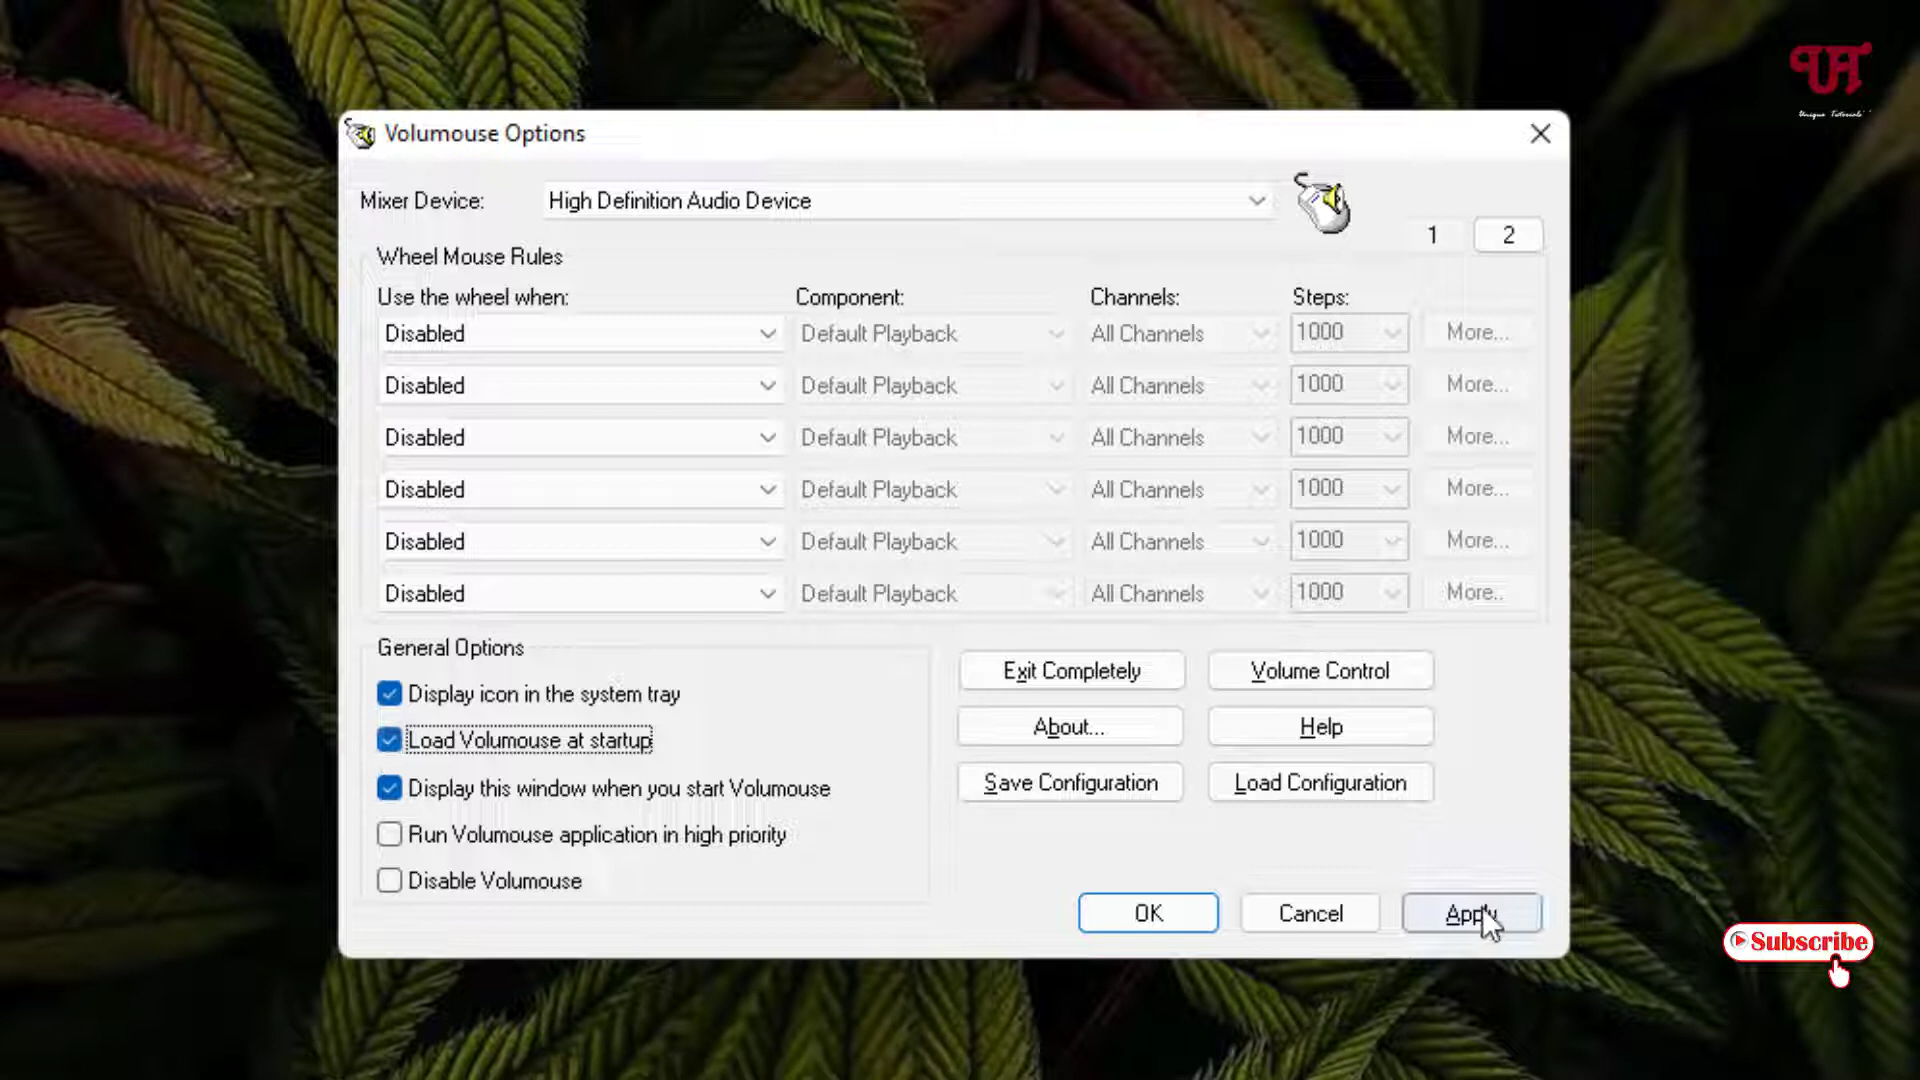 Volumouse Options
UT
Unique Tutorials
Mixer Device: High Definition Audio Device
1 2
Wheel Mouse Rules
Use the wheel when: Component: Channels: Steps:
Disabled Default Playback All Channels 1000 More...
Disabled Default Playback All Channels 1000 More...
Disabled Default Playback All Channels 1000 More...
Disabled Default Playback All Channels 1000 More...
Disabled Default Playback All Channels 1000 More...
Disabled Default Playback All Channels 1000 More..
General Options
Display icon in the system tray
Load Volumouse at startup
Display this window when you start Volumouse
Run Volumouse application in high priority
Disable Volumouse
Exit Completely Volume Control
About... Help
Save Configuration Load Configuration
OK Cancel Apply
Subscribe